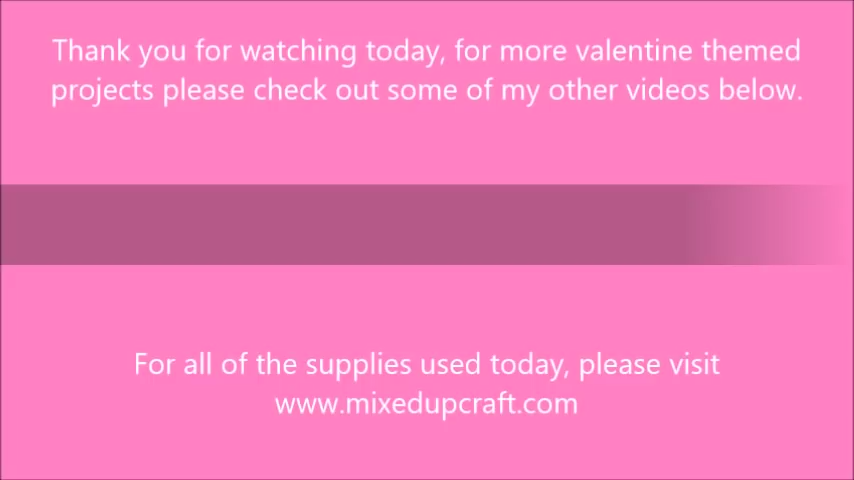 Thank you for watching today, for more valentine themed
projects please check out some of my other videos below.
For all of the supplies used today, please visit
www.mixedupcraft.com